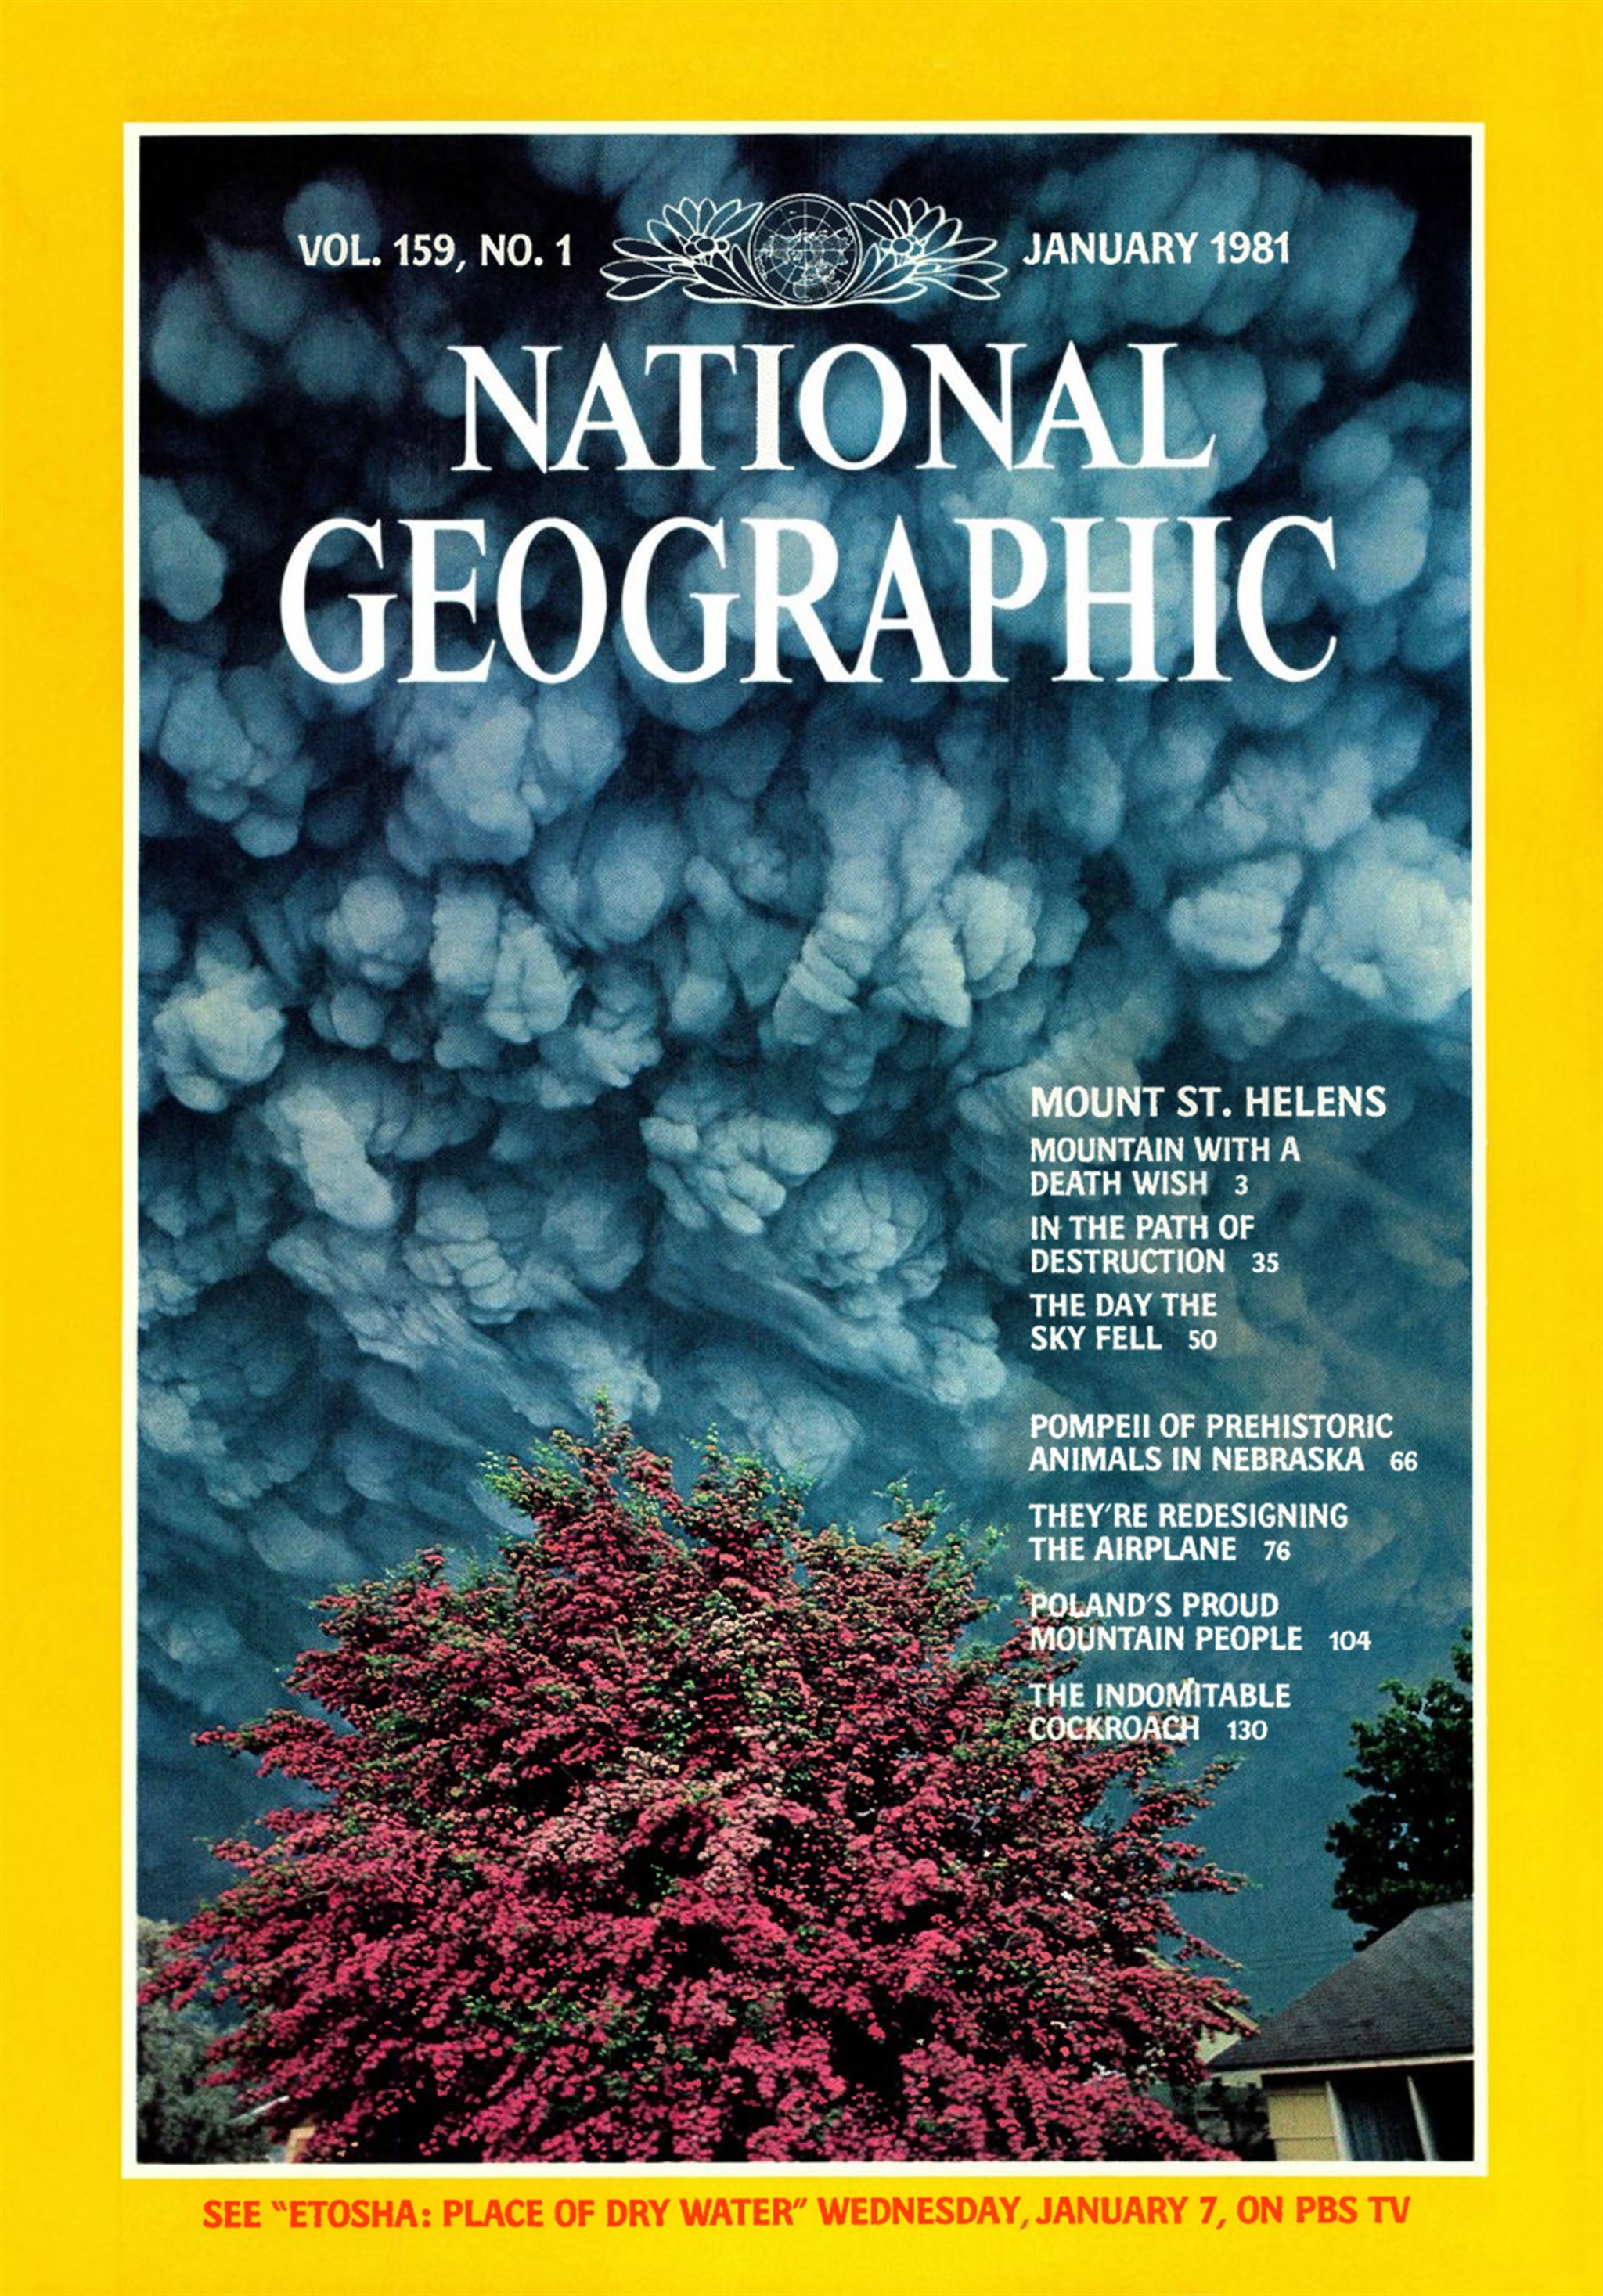 VOL. 159, NO. 1
JANUARY 1981
NATIONAL
GEOGRAPHIC
MOUNT ST. HELENS
MOUNTAIN WITH A
DEATH WISH 3
IN THE PATH OF
DESTRUCTION 35
THE DAY THE
SKY FELL 50
POMPEII OF PREHISTORIC
ANIMALS IN NEBRASKA 66
THEY'RE REDESIGNING
THE AIRPLANE 76
POLAND'S PROUD
MOUNTAIN PEOPLE 104
THE INDOMITABLE
COCKROACH 130
SEE "ETOSHA: PLACE OF DRY WATER" WEDNESDAY, JANUARY 7, ON PBS TV